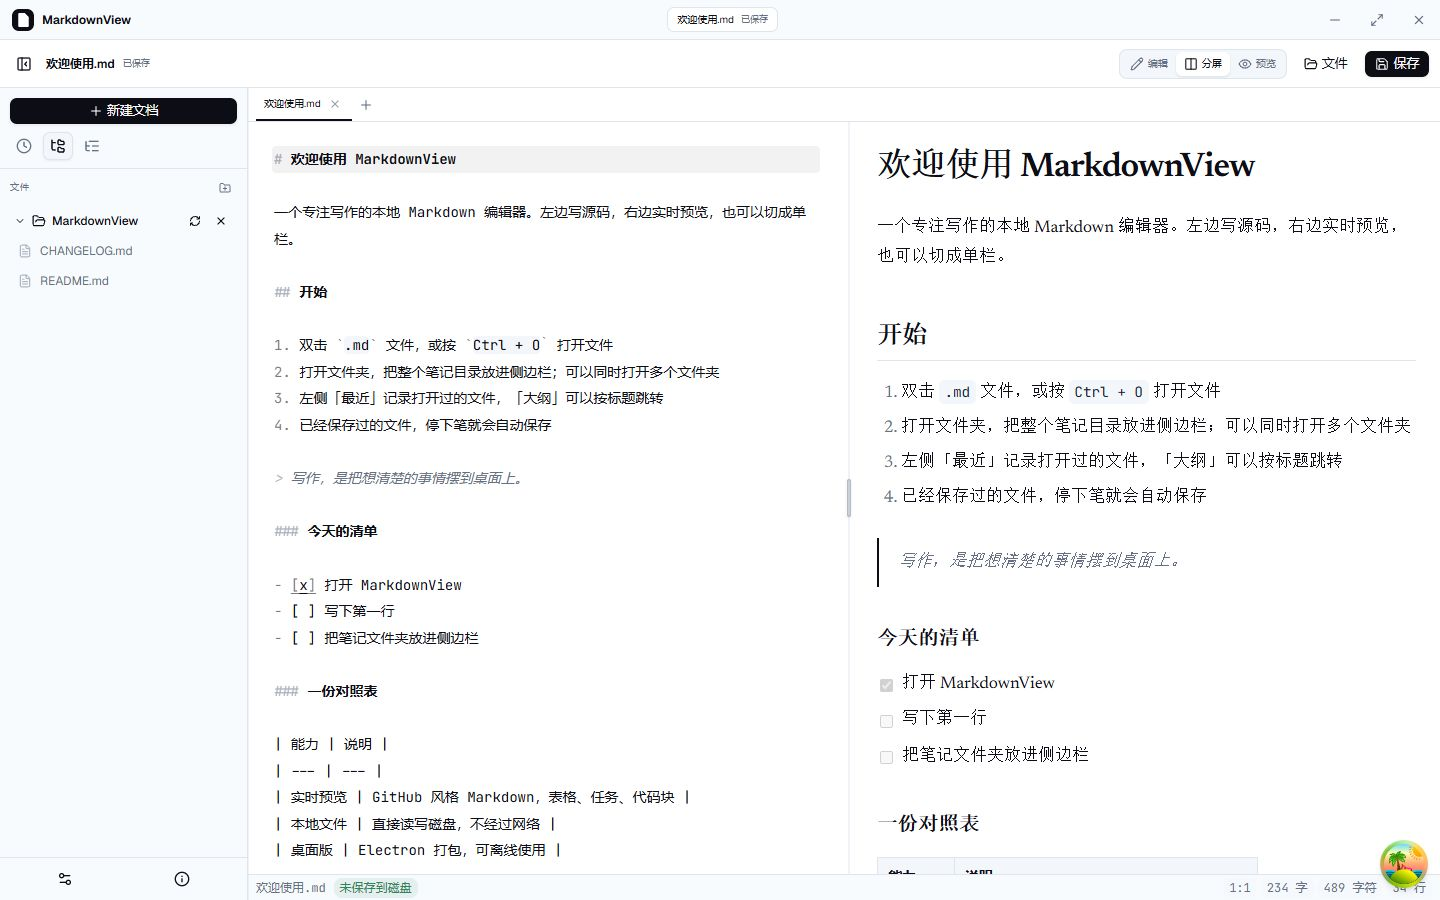 MarkdownView
欢迎使用.md 已保存
欢迎使用.md 已保存
编辑 分屏 预览 文件 保存
新建文档
文件
MarkdownView
CHANGELOG.md
README.md
欢迎使用.md
# 欢迎使用 MarkdownView
一个专注写作的本地 Markdown 编辑器。左边写源码，右边实时预览，也可以切成单
栏。
## 开始
1. 双击 `.md` 文件，或按 `Ctrl + O` 打开文件
2. 打开文件夹，把整个笔记目录放进侧边栏；可以同时打开多个文件夹
3. 左侧「最近」记录打开过的文件，「大纲」可以按标题跳转
4. 已经保存过的文件，停下笔就会自动保存
> 写作，是把想清楚的事情摆到桌面上。
### 今天的清单
- [x] 打开 MarkdownView
- [ ] 写下第一行
- [ ] 把笔记文件夹放进侧边栏
### 一份对照表
| 能力 | 说明 |
| --- | --- |
| 实时预览 | GitHub 风格 Markdown，表格、任务、代码块 |
| 本地文件 | 直接读写磁盘，不经过网络 |
| 桌面版 | Electron 打包，可离线使用 |
欢迎使用 MarkdownView
一个专注写作的本地 Markdown 编辑器。左边写源码，右边实时预览，
也可以切成单栏。
开始
1. 双击 .md 文件，或按 Ctrl + O 打开文件
2. 打开文件夹，把整个笔记目录放进侧边栏；可以同时打开多个文件夹
3. 左侧「最近」记录打开过的文件，「大纲」可以按标题跳转
4. 已经保存过的文件，停下笔就会自动保存
写作，是把想清楚的事情摆到桌面上。
今天的清单
打开 MarkdownView
写下第一行
把笔记文件夹放进侧边栏
一份对照表
欢迎使用.md 未保存到磁盘
1:1 234 字 489 字符 行